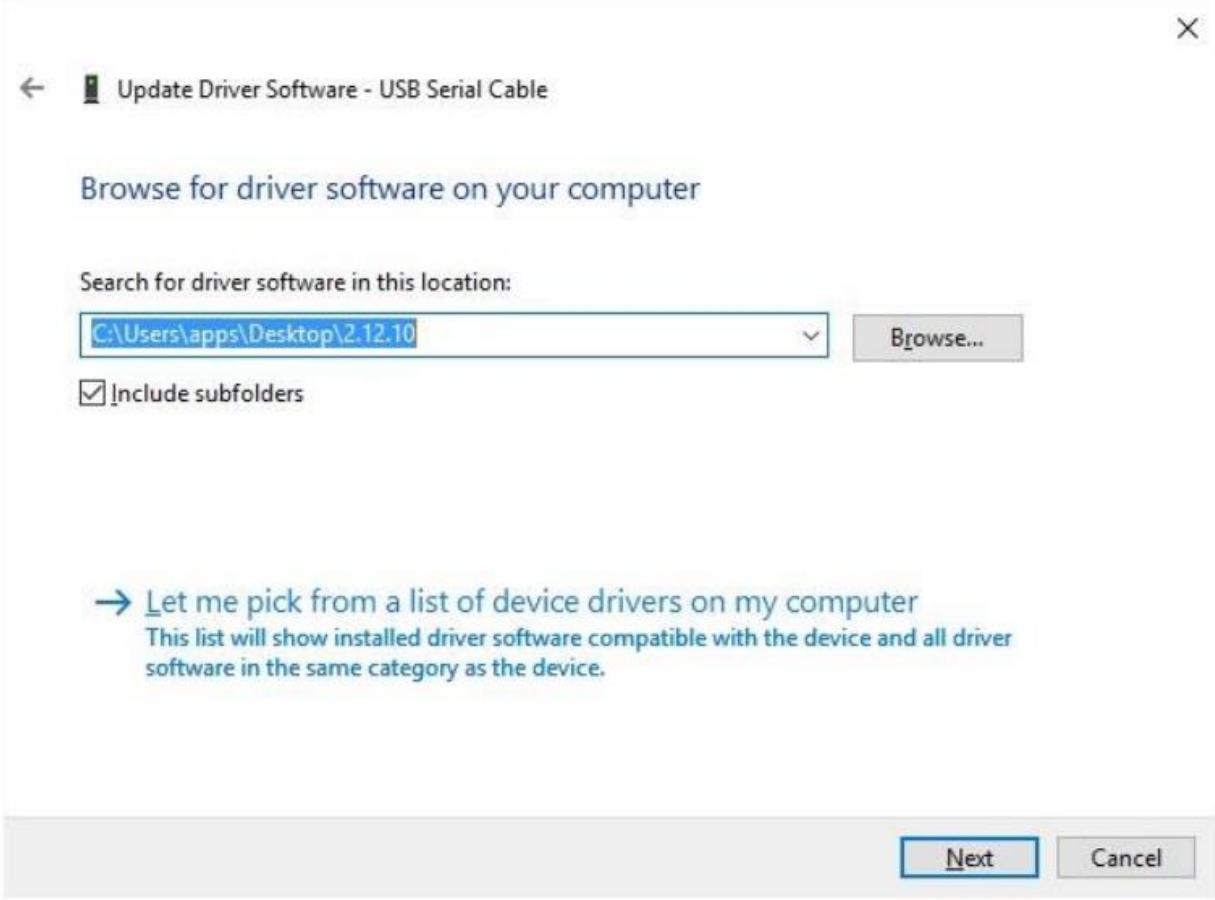 Update Driver Software - USB Serial Cable
Browse for driver software on your computer
Search for driver software in this location:
C:\Users\apps\Desktop\2.12.10
Browse...
Include subfolders
Let me pick from a list of device drivers on my computer
This list will show installed driver software compatible with the device and all driver
software in the same category as the device.
Next
Cancel